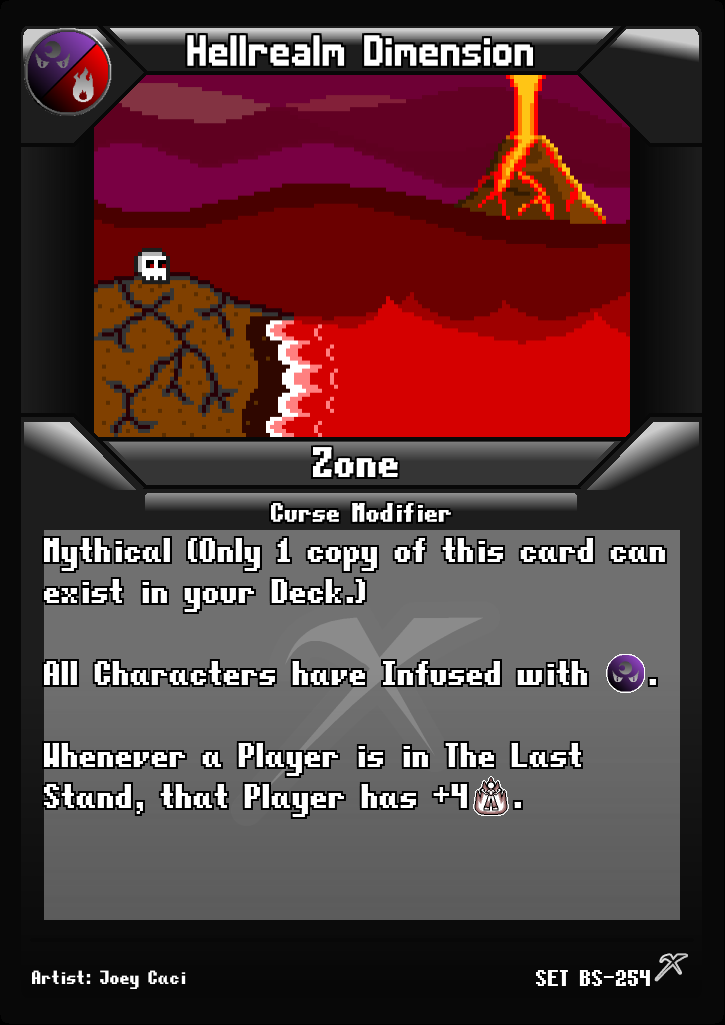 Hellrealm Dimension
Zone
Curse Modifier
Mythical (Only 1 copy of this card can
exist in your Deck.)
All Characters have Infused with .
Whenever a Player is in The Last
Stand, that Player has +4.
Artist: Joey Caci
SET BS-254